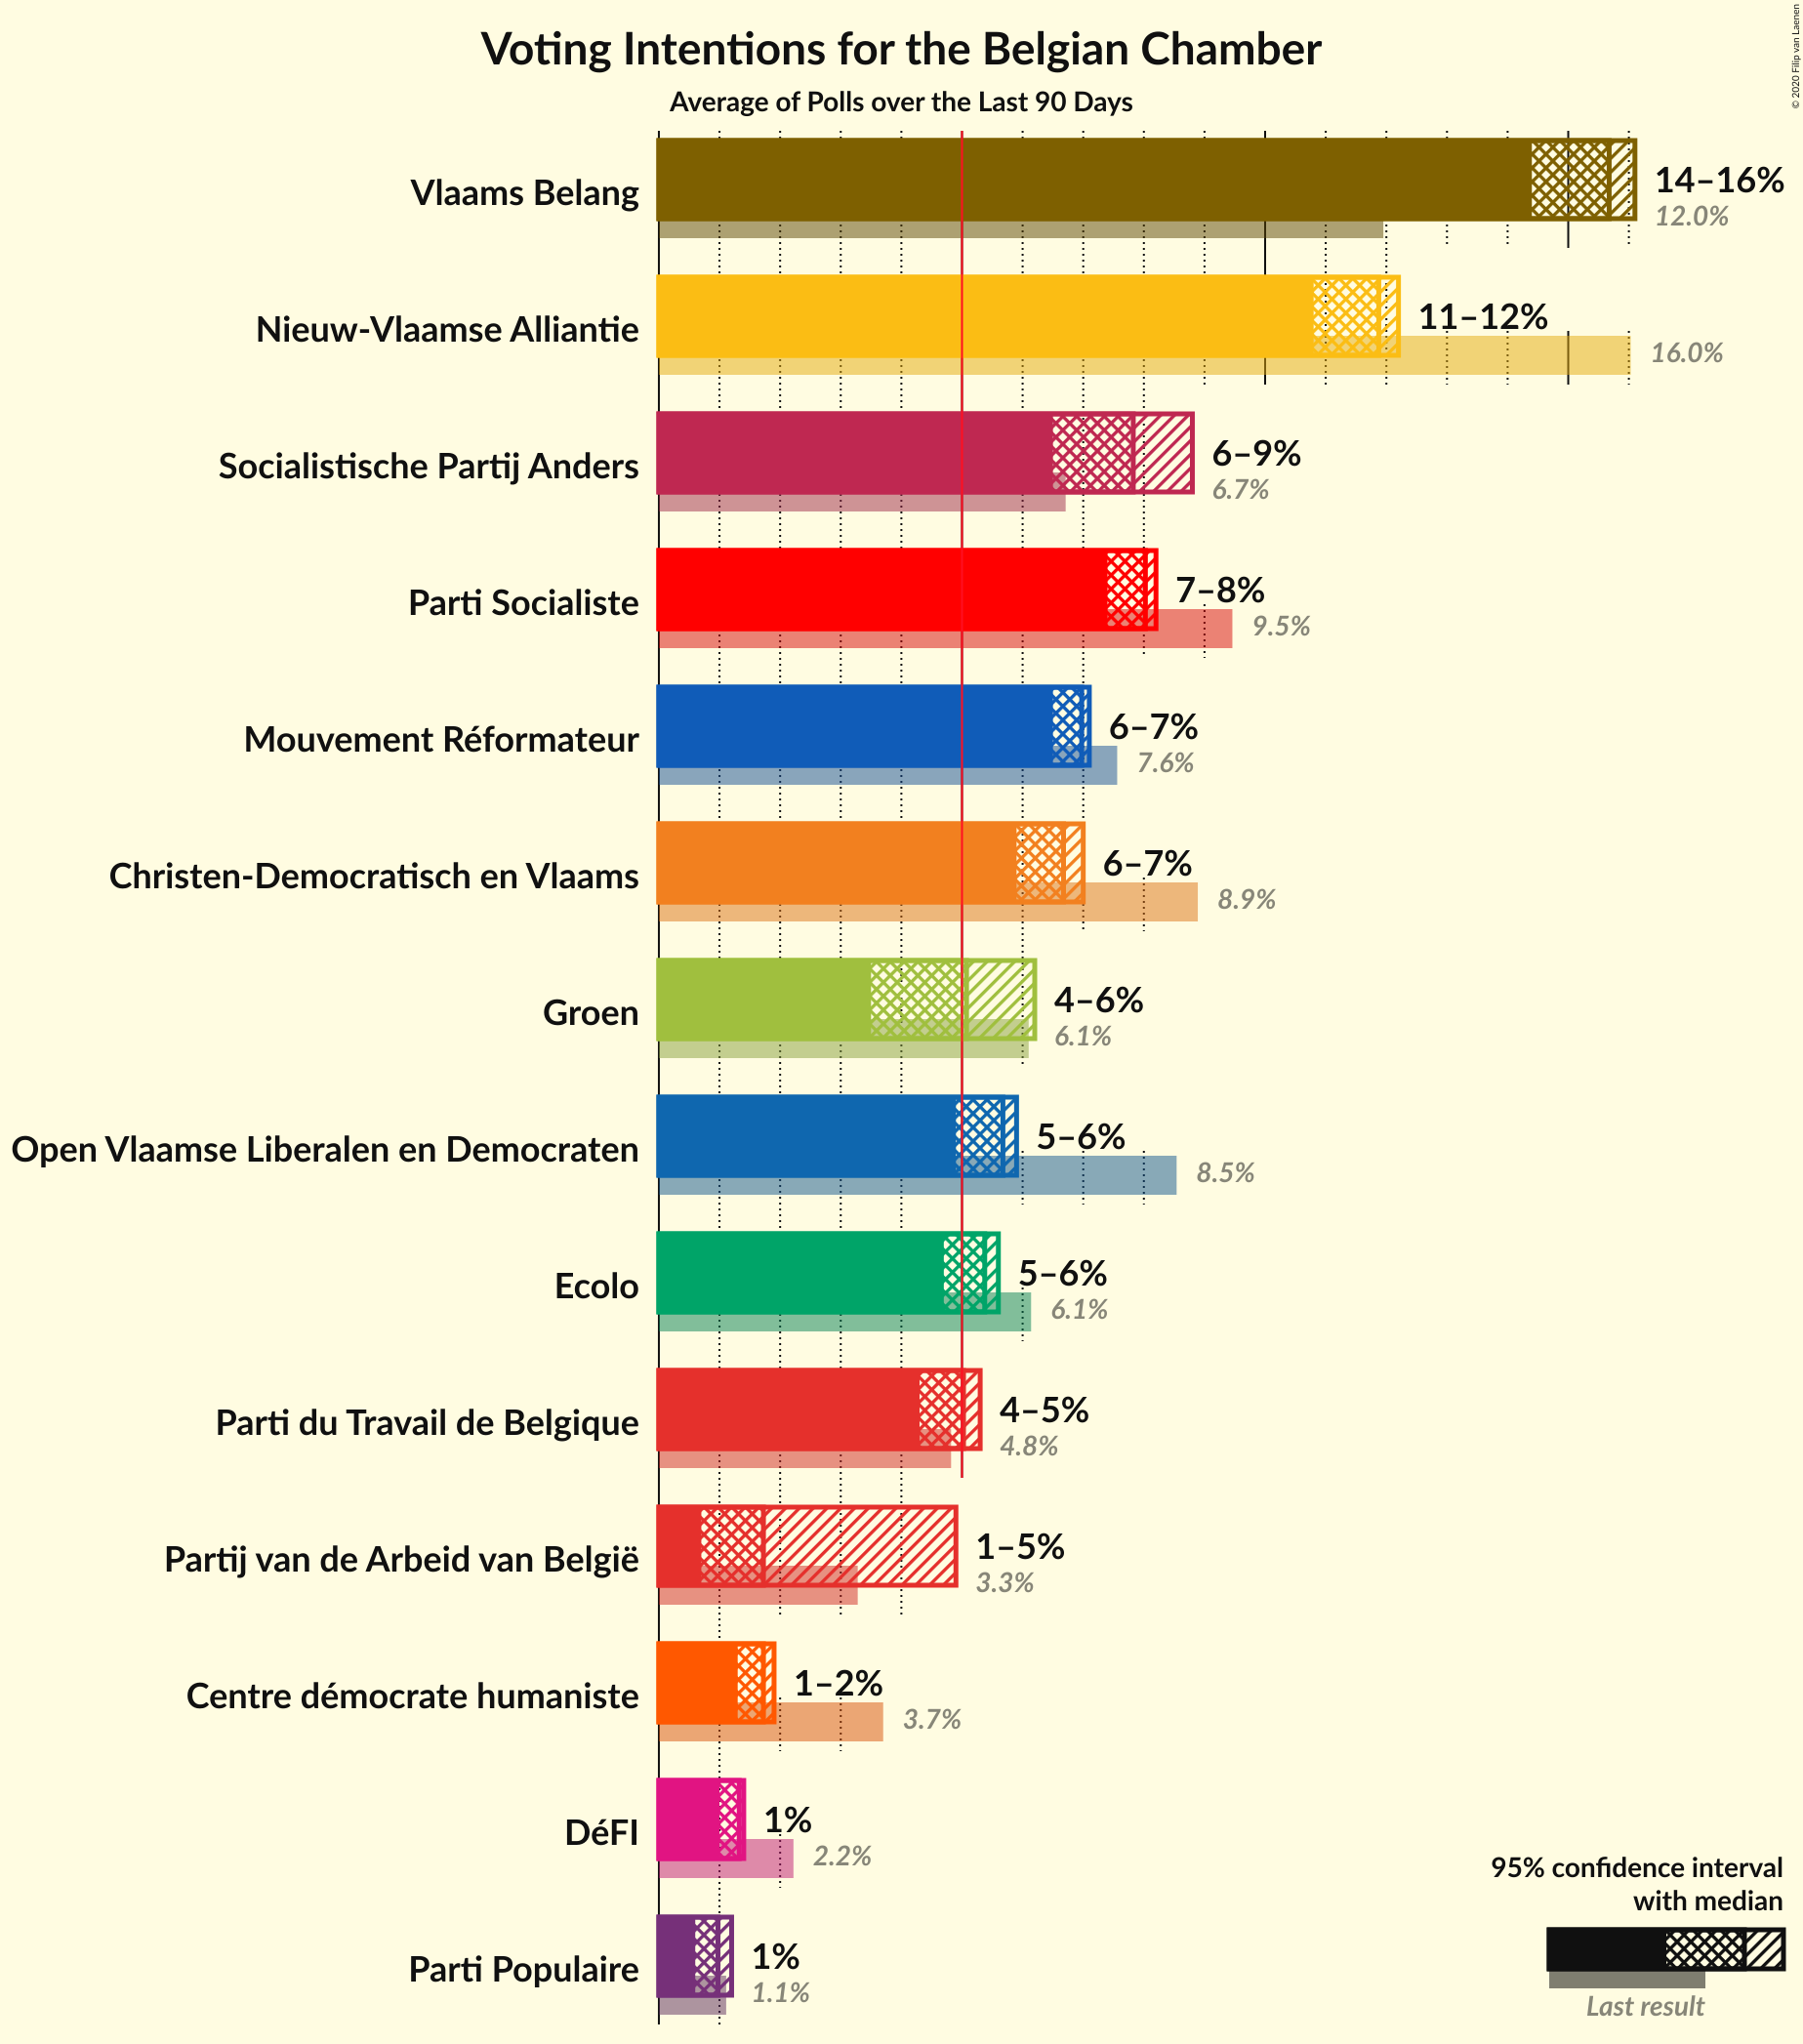 Voting Intentions for the Belgian Chamber
Average of Polls over the Last 90 Days
© 2020 Filip van Laenen
Vlaams Belang
14–16%
12.0%
Nieuw-Vlaamse Alliantie
11–12%
16.0%
Socialistische Partij Anders
6–9%
6.7%
Parti Socialiste
7–8%
9.5%
Mouvement Réformateur
6–7%
7.6%
Christen-Democratisch en Vlaams
6–7%
8.9%
Groen
4–6%
6.1%
Open Vlaamse Liberalen en Democraten
5–6%
8.5%
Ecolo
5–6%
6.1%
Parti du Travail de Belgique
4–5%
4.8%
Partij van de Arbeid van België
1–5%
3.3%
Centre démocrate humaniste
1–2%
3.7%
DéFI
1%
2.2%
Parti Populaire
1%
1.1%
95% confidence interval
with median
Last result